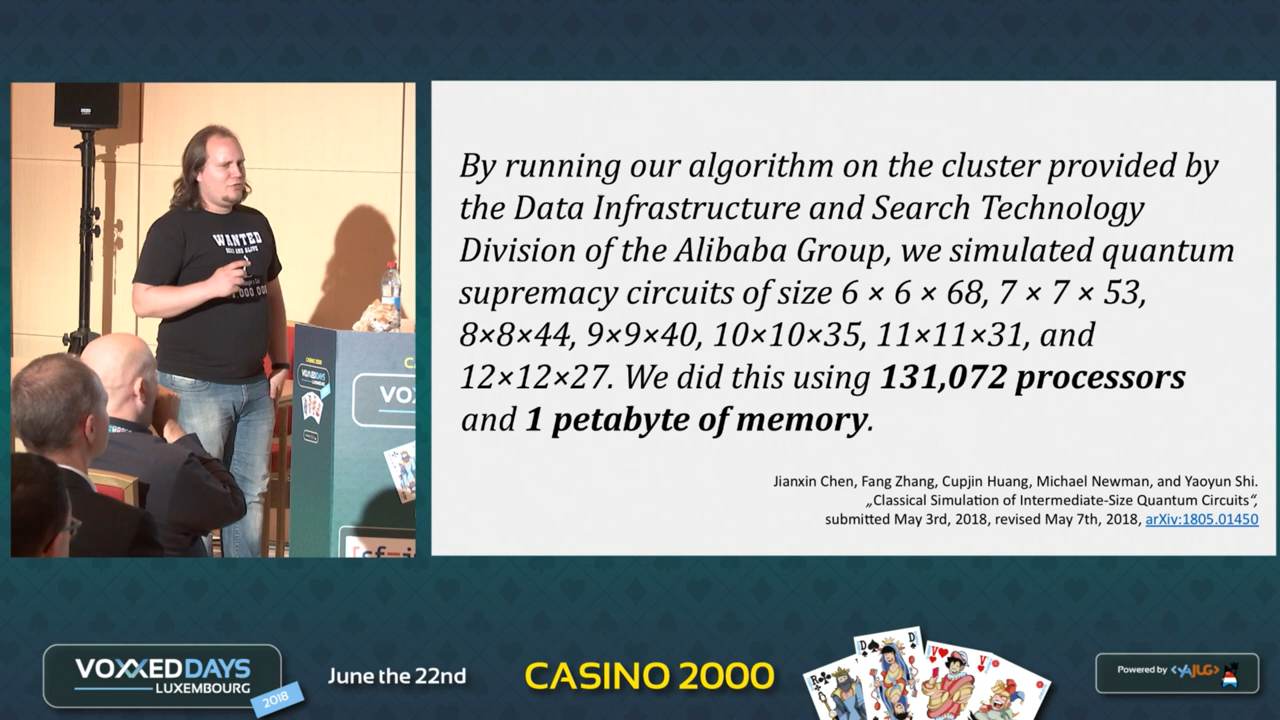 By running our algorithm on the cluster provided by
the Data Infrastructure and Search Technology
Division of the Alibaba Group, we simulated quantum
supremacy circuits of size 6 × 6 × 68, 7 × 7 × 53,
8×8×44, 9×9×40, 10×10×35, 11×11×31, and
12×12×27. We did this using 131,072 processors
and 1 petabyte of memory.
Jianxin Chen, Fang Zhang, Cupjin Huang, Michael Newman, and Yaoyun Shi.
„Classical Simulation of Intermediate-Size Quantum Circuits“,
submitted May 3rd, 2018, revised May 7th, 2018, arXiv:1805.01450
WANTED
DEAD AND ALIVE
VOXXEDDAYS
LUXEMBOURG
2018
June the 22nd
CASINO 2000
Powered by <YAJUG>